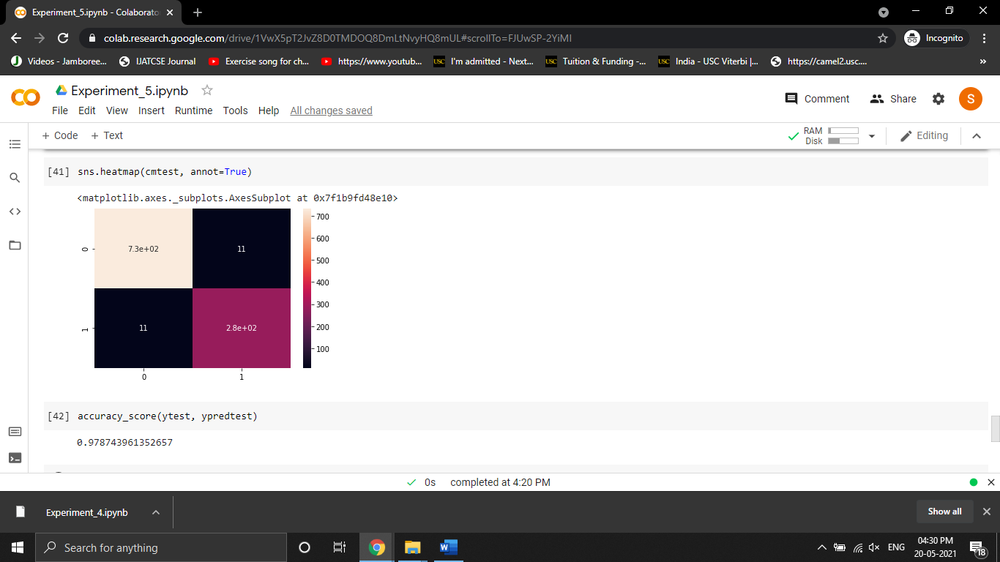 Experiment_5.ipynb - Colaborato
colab.research.google.com/drive/1VwX5pT2JvZ8D0TMDOQ8DmLtNvyHQ8mUL#scrollTo=FJUwSP-2YiMI
Incognito
Videos - Jamboree...
IJATCSE Journal
Exercise song for ch...
https://www.youtub...
USC
I'm admitted - Next...
USC
Tuition & Funding -...
USC
India - USC Viterbi |...
https://camel2.usc....
»
Experiment_5.ipynb
Comment
Share
S
File Edit View Insert Runtime Tools Help All changes saved
+ Code + Text
RAM
Disk
Editing
[41] sns.heatmap(cmtest, annot=True)
<matplotlib.axes._subplots.AxesSubplot at 0x7f1b9fd48e10>
0
7.3e+02
11
1
11
2.8e+02
0
1
700
600
500
400
300
200
100
[42] accuracy_score(ytest, ypredtest)
0.978743961352657
0s completed at 4:20 PM
Experiment_4.ipynb
Show all
Search for anything
ENG
04:30 PM
20-05-2021
18